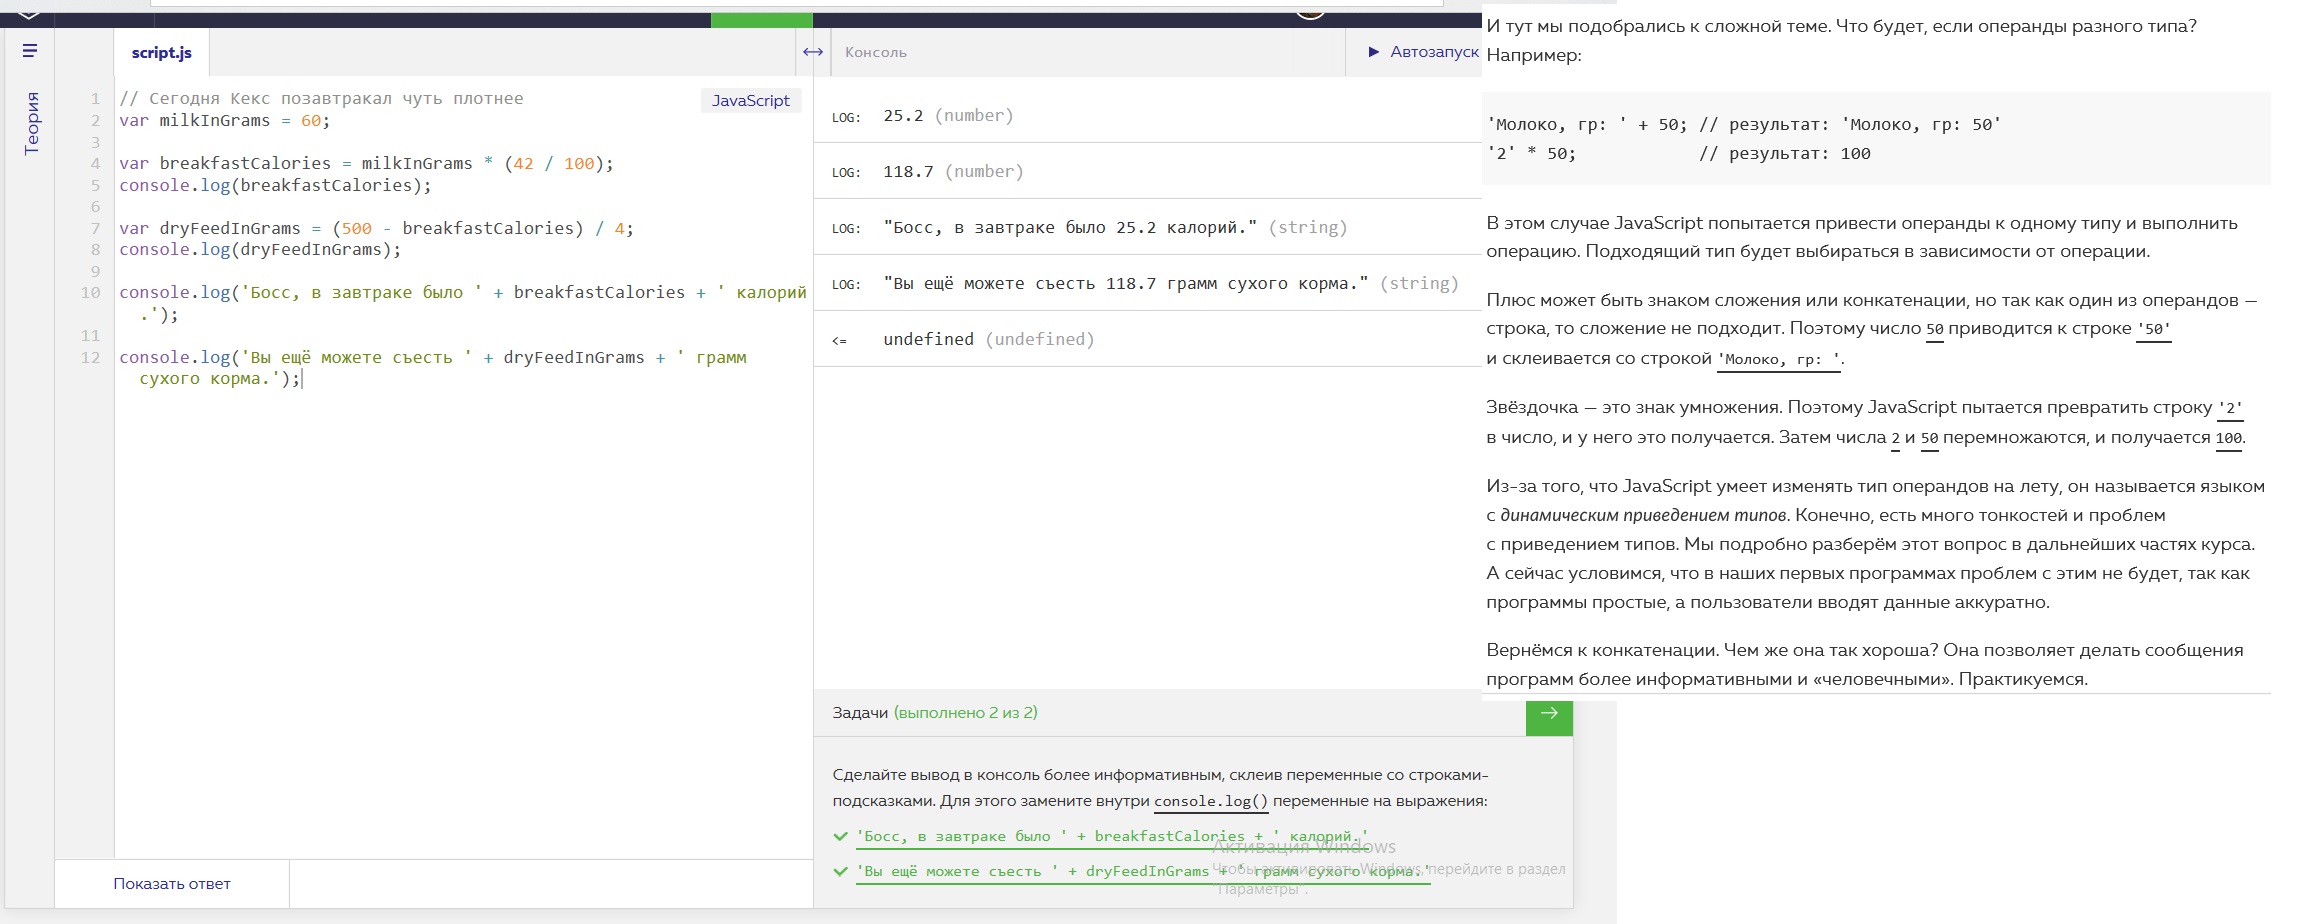 script.js
Консоль
Автозапуск
Теория
JavaScript
1 // Сегодня Кекс позавтракал чуть плотнее
2 var milkInGrams = 60;
3
4 var breakfastCalories = milkInGrams * (42 / 100);
5 console.log(breakfastCalories);
6
7 var dryFeedInGrams = (500 - breakfastCalories) / 4;
8 console.log(dryFeedInGrams);
9
10 console.log('Босс, в завтраке было ' + breakfastCalories + ' калорий
.');
11
12 console.log('Вы ещё можете съесть ' + dryFeedInGrams + ' грамм
сухого корма.');
Показать ответ
LOG: 25.2 (number)
LOG: 118.7 (number)
LOG: "Босс, в завтраке было 25.2 калорий." (string)
LOG: "Вы ещё можете съесть 118.7 грамм сухого корма." (string)
<= undefined (undefined)
Задачи (выполнено 2 из 2)
Сделайте вывод в консоль более информативным, склеив переменные со строками-
подсказками. Для этого замените внутри console.log() переменные на выражения:
'Босс, в завтраке было ' + breakfastCalories + ' калорий.'
'Вы ещё можете съесть ' + dryFeedInGrams + ' грамм сухого корма.'
Активация Windows
Чтобы активировать Windows, перейдите в раздел
"Параметры".
И тут мы подобрались к сложной теме. Что будет, если операнды разного типа?
Например:
'Молоко, гр: ' + 50; // результат: 'Молоко, гр: 50'
'2' * 50; // результат: 100
В этом случае JavaScript попытается привести операнды к одному типу и выполнить
операцию. Подходящий тип будет выбираться в зависимости от операции.
Плюс может быть знаком сложения или конкатенации, но так как один из операндов —
строка, то сложение не подходит. Поэтому число 50 приводится к строке '50'
и склеивается со строкой 'Молоко, гр: '.
Звёздочка — это знак умножения. Поэтому JavaScript пытается превратить строку '2'
в число, и у него это получается. Затем числа 2 и 50 перемножаются, и получается 100.
Из-за того, что JavaScript умеет изменять тип операндов на лету, он называется языком
с динамическим приведением типов. Конечно, есть много тонкостей и проблем
с приведением типов. Мы подробно разберём этот вопрос в дальнейших частях курса.
А сейчас условимся, что в наших первых программах проблем с этим не будет, так как
программы простые, а пользователи вводят данные аккуратно.
Вернёмся к конкатенации. Чем же она так хороша? Она позволяет делать сообщения
программ более информативными и «человечными». Практикуемся.